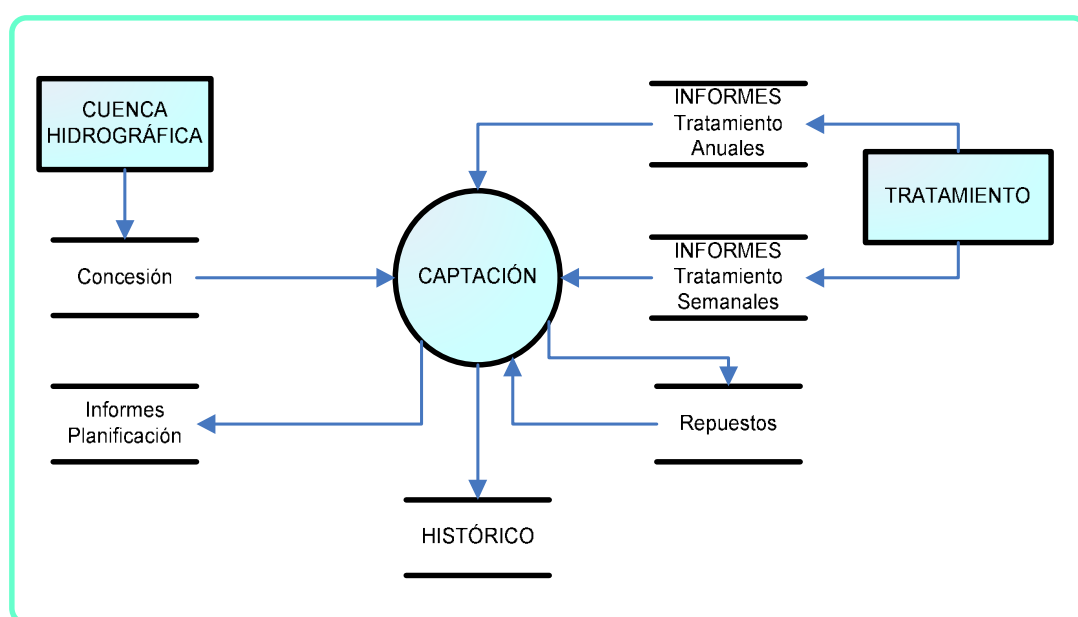 CUENCA
HIDROGRÁFICA
INFORMES
Tratamiento
Anuales
TRATAMIENTO
Concesión
CAPTACIÓN
INFORMES
Tratamiento
Semanales
Informes
Planificación
Repuestos
HISTÓRICO